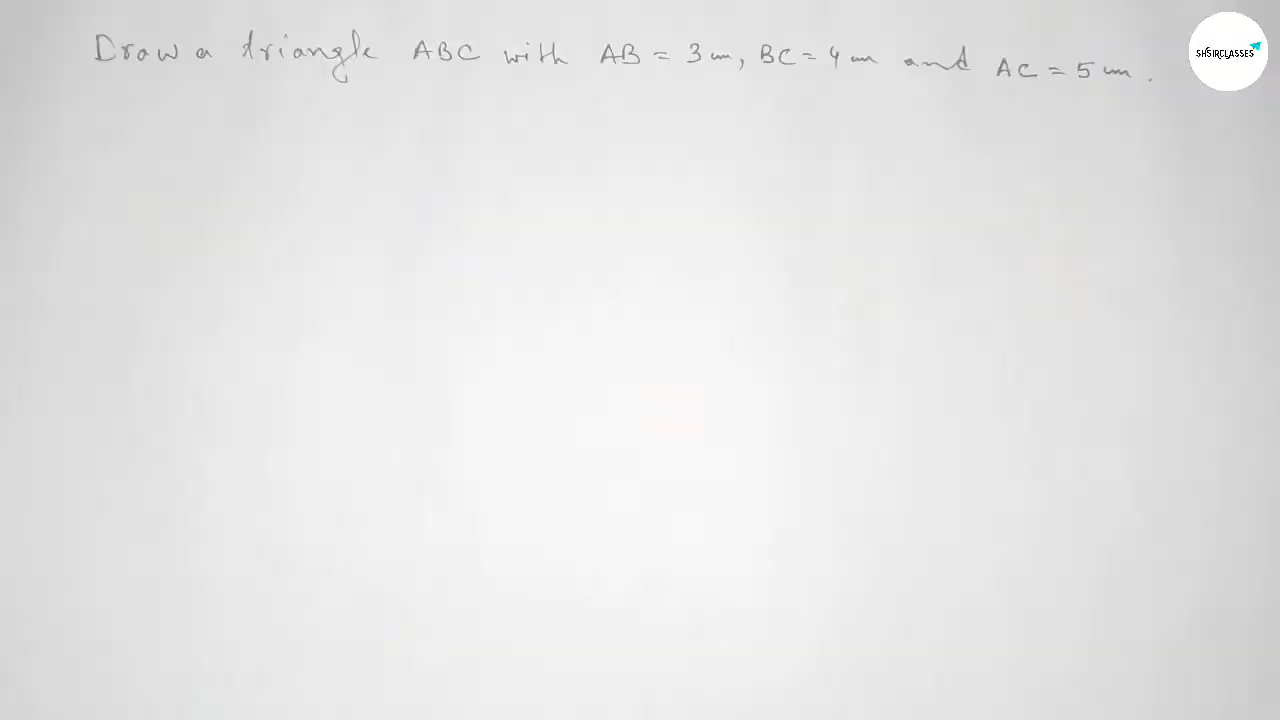 Draw a triangle ABC with AB = 3 cm, BC = 4 cm and AC = 5 cm.
SHSIRCLASSES